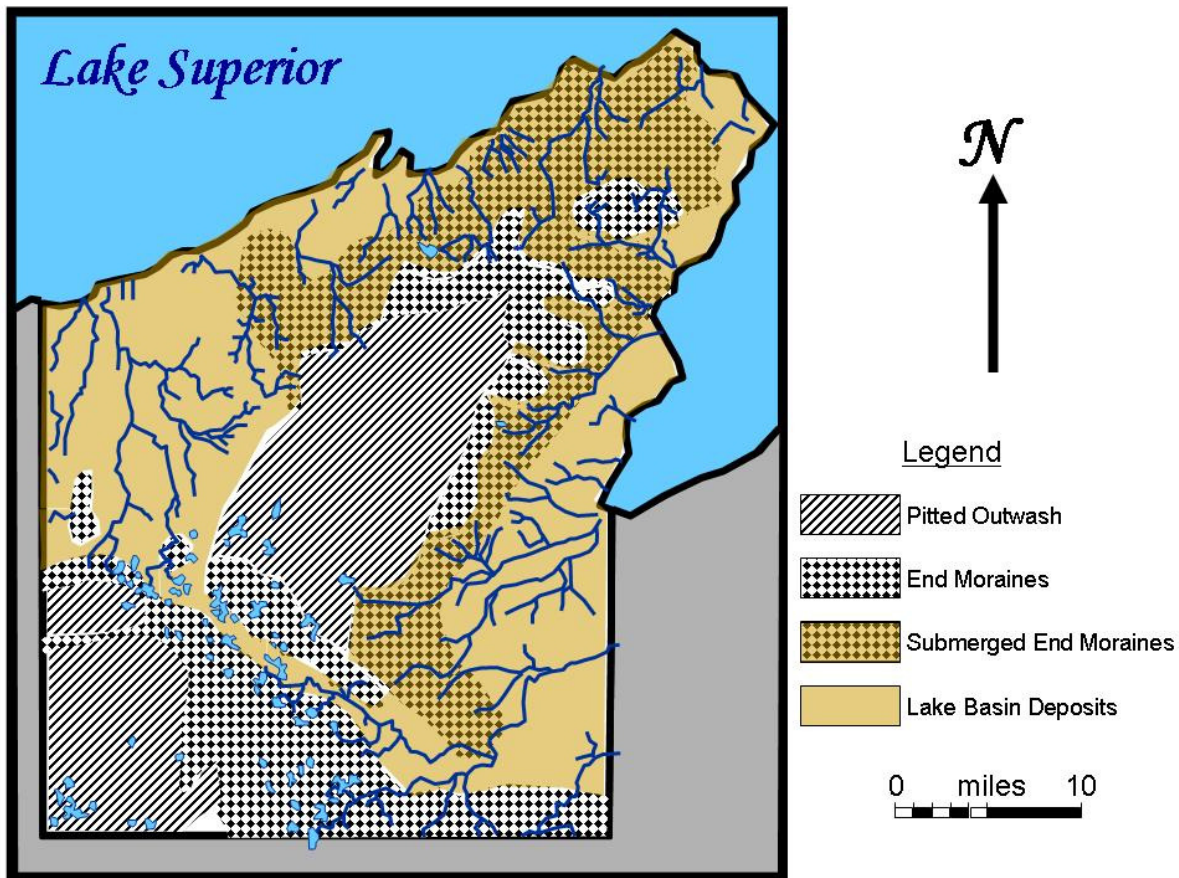 Lake Superior
N
Legend
Pitted Outwash
End Moraines
Submerged End Moraines
Lake Basin Deposits
0 miles 10